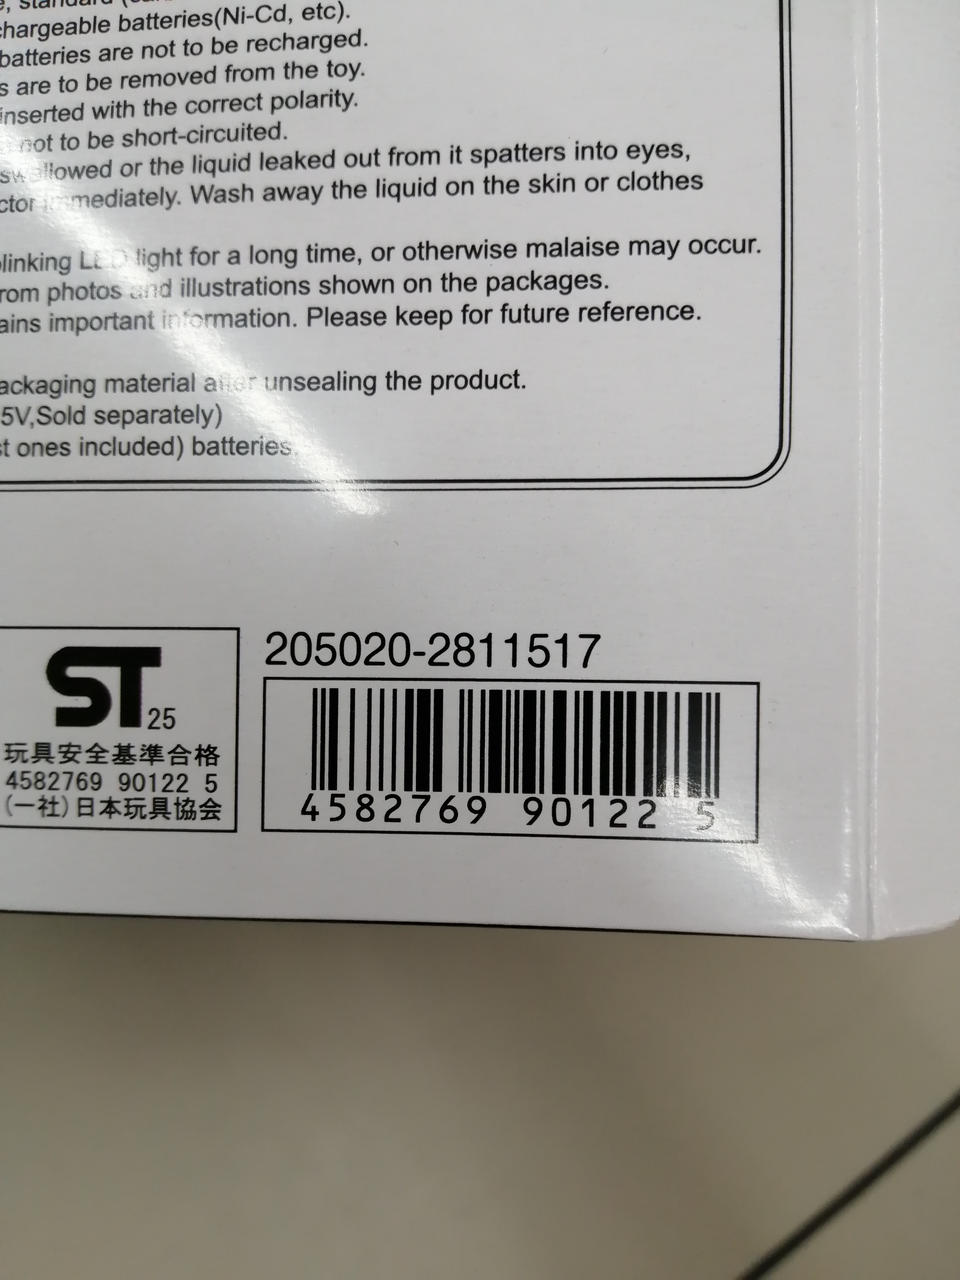 chargeable batteries(Ni-Cd, etc).
batteries are not to be recharged.
s are to be removed from the toy.
inserted with the correct polarity.
not to be short-circuited.
swallowed or the liquid leaked out from it spatters into eyes,
ctor immediately. Wash away the liquid on the skin or clothes
linking LED light for a long time, or otherwise malaise may occur.
rom photos and illustrations shown on the packages.
ains important information. Please keep for future reference.
ackaging material after unsealing the product.
5V,Sold separately)
st ones included) batteries.
ST 25
玩具安全基準合格
4582769 90122 5
(一社)日本玩具協会
205020-2811517
4582769 90122 5